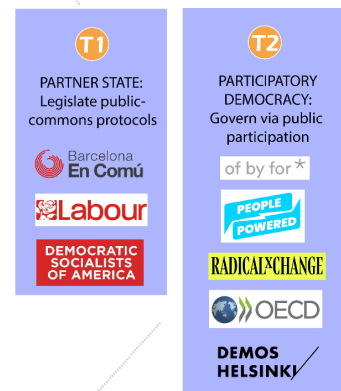 T1
PARTNER STATE:
Legislate public-
commons protocols
Barcelona
En Comú
Labour
DEMOCRATIC
SOCIALISTS
OF AMERICA
T2
PARTICIPATORY
DEMOCRACY:
Govern via public
participation
of by for*
PEOPLE
POWERED
RADICALXCHANGE
OECD
DEMOS
HELSINKI